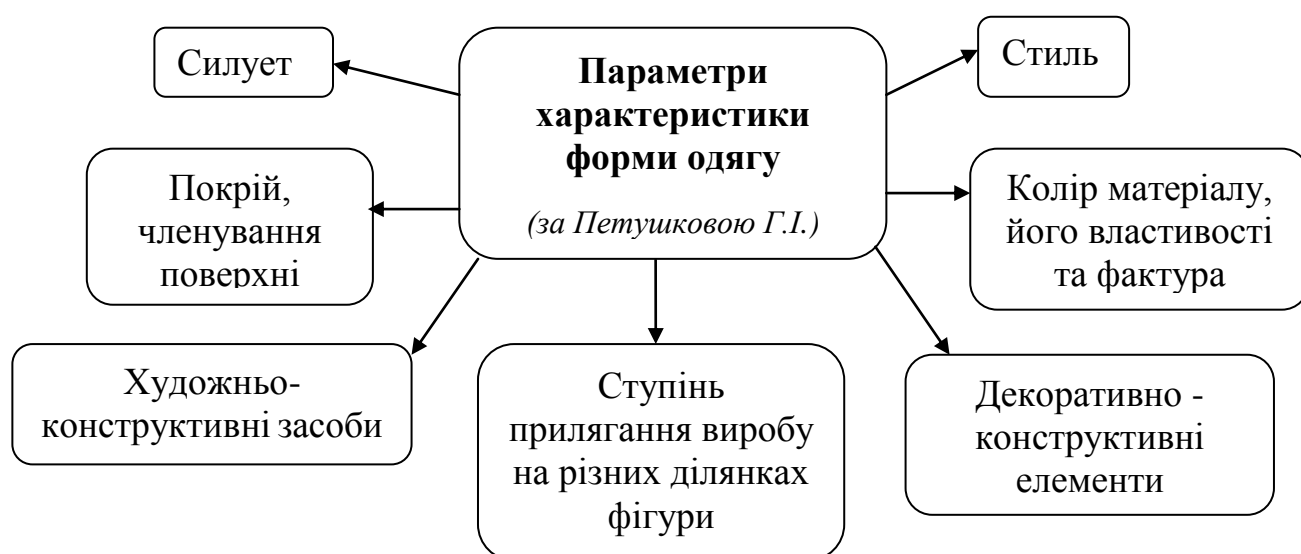 Силует
Параметри
характеристики
форми одягу
(за Петушковою Г.І.)
Стиль
Покрій,
членування
поверхні
Колір матеріалу,
його властивості
та фактура
Художньо-
конструктивні засоби
Ступінь
прилягання виробу
на різних ділянках
фігури
Декоративно -
конструктивні
елементи